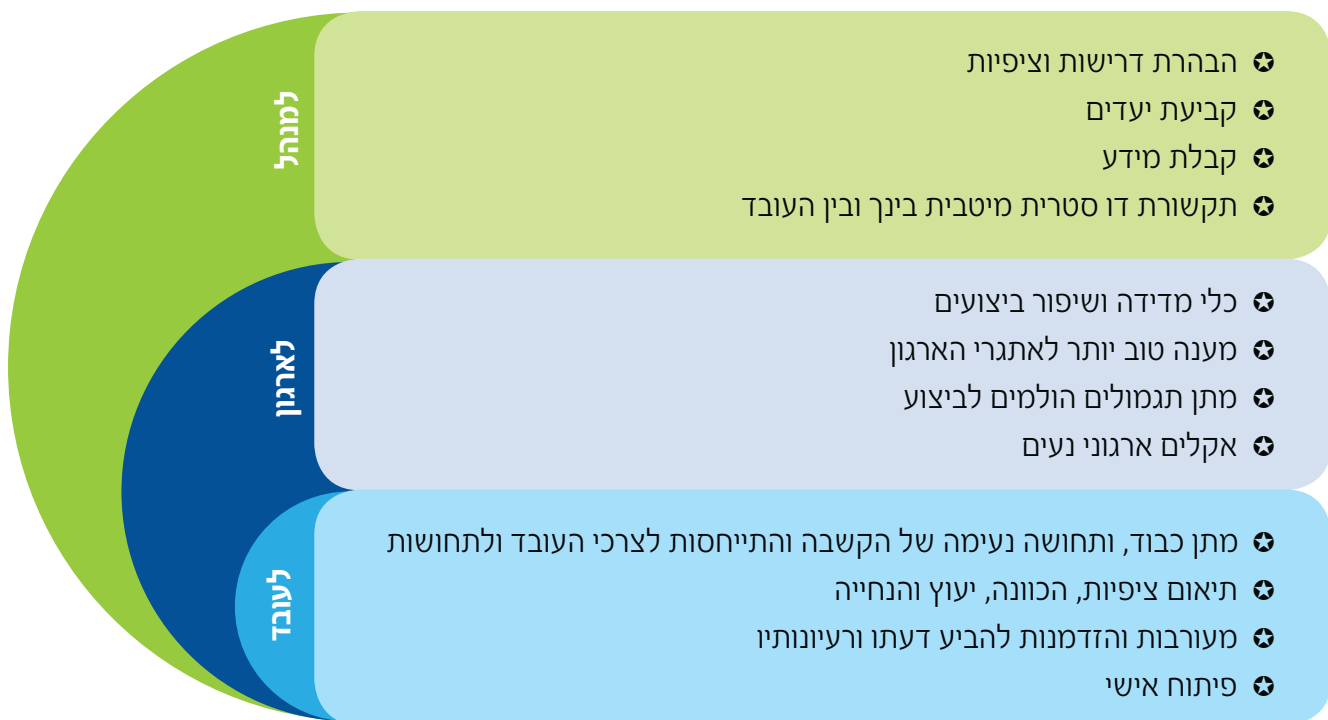 למנהל
✪ הבהרת דרישות וציפיות
✪ קביעת יעדים
✪ קבלת מידע
✪ תקשורת דו סטרית מיטבית בינך ובין העובד
לארגון
✪ כלי מדידה ושיפור ביצועים
✪ מענה טוב יותר לאתגרי הארגון
✪ מתן תגמולים הולמים לביצוע
✪ אקלים ארגוני נעים
לעובד
✪ מתן כבוד, ותחושה נעימה של הקשבה והתייחסות לצרכי העובד ולתחושות
✪ תיאום ציפיות, הכוונה, יעוץ והנחייה
✪ מעורבות והזדמנות להביע דעתו ורעיונותיו
✪ פיתוח אישי